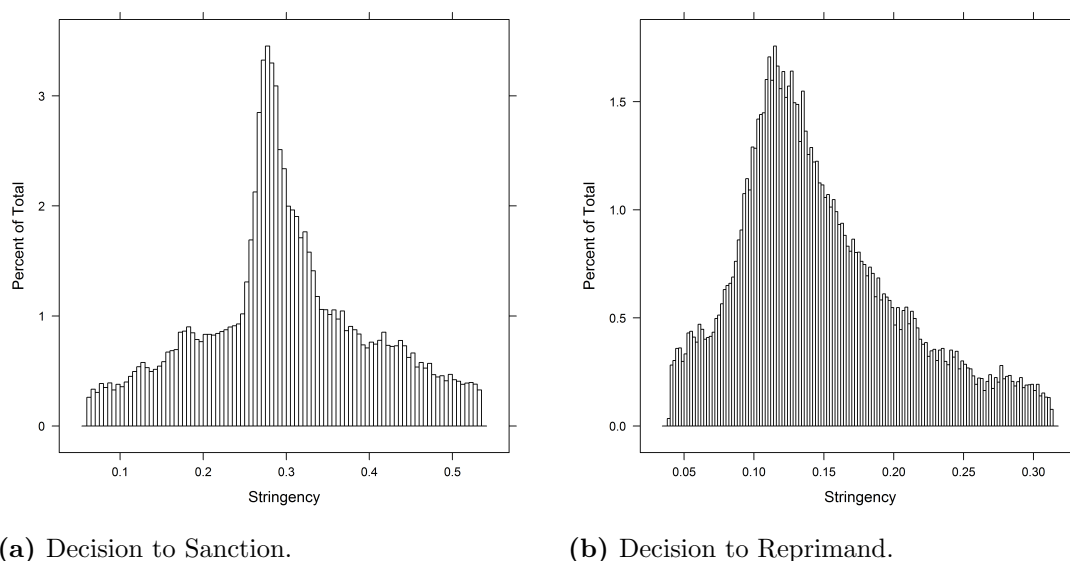 Percent of Total
3
2
1
0
0.1 0.2 0.3 0.4 0.5
Stringency
(a) Decision to Sanction.
Percent of Total
1.5
1.0
0.5
0.0
0.05 0.10 0.15 0.20 0.25 0.30
Stringency
(b) Decision to Reprimand.